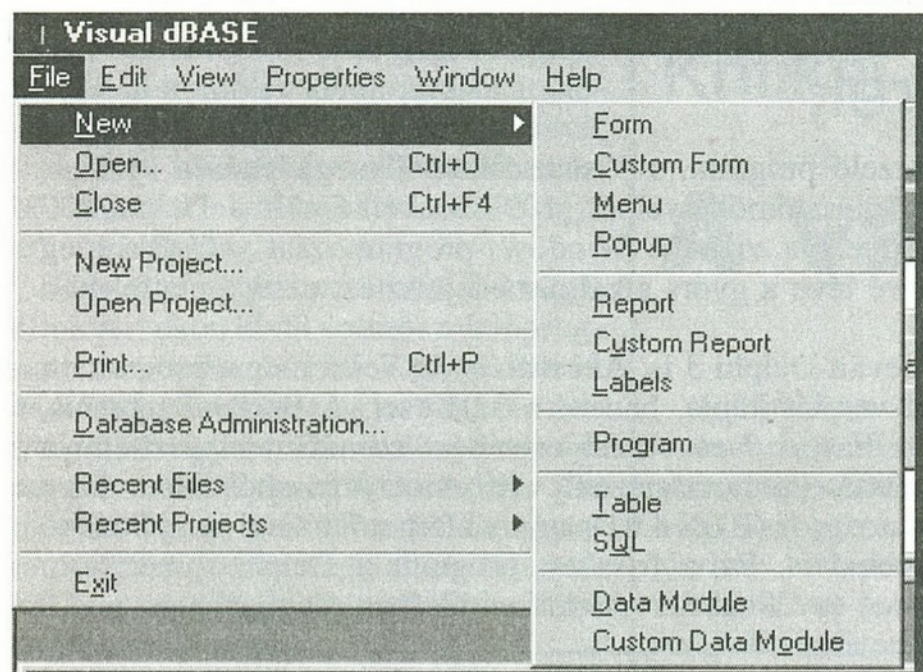 Visual dBASE
File Edit View Properties Window Help
New
Open... Ctrl+O
Close Ctrl+F4
New Project...
Open Project...
Print... Ctrl+P
Database Administration...
Recent Files
Recent Projects
Exit
Form
Custom Form
Menu
Popup
Report
Custom Report
Labels
Program
Table
SQL
Data Module
Custom Data Module